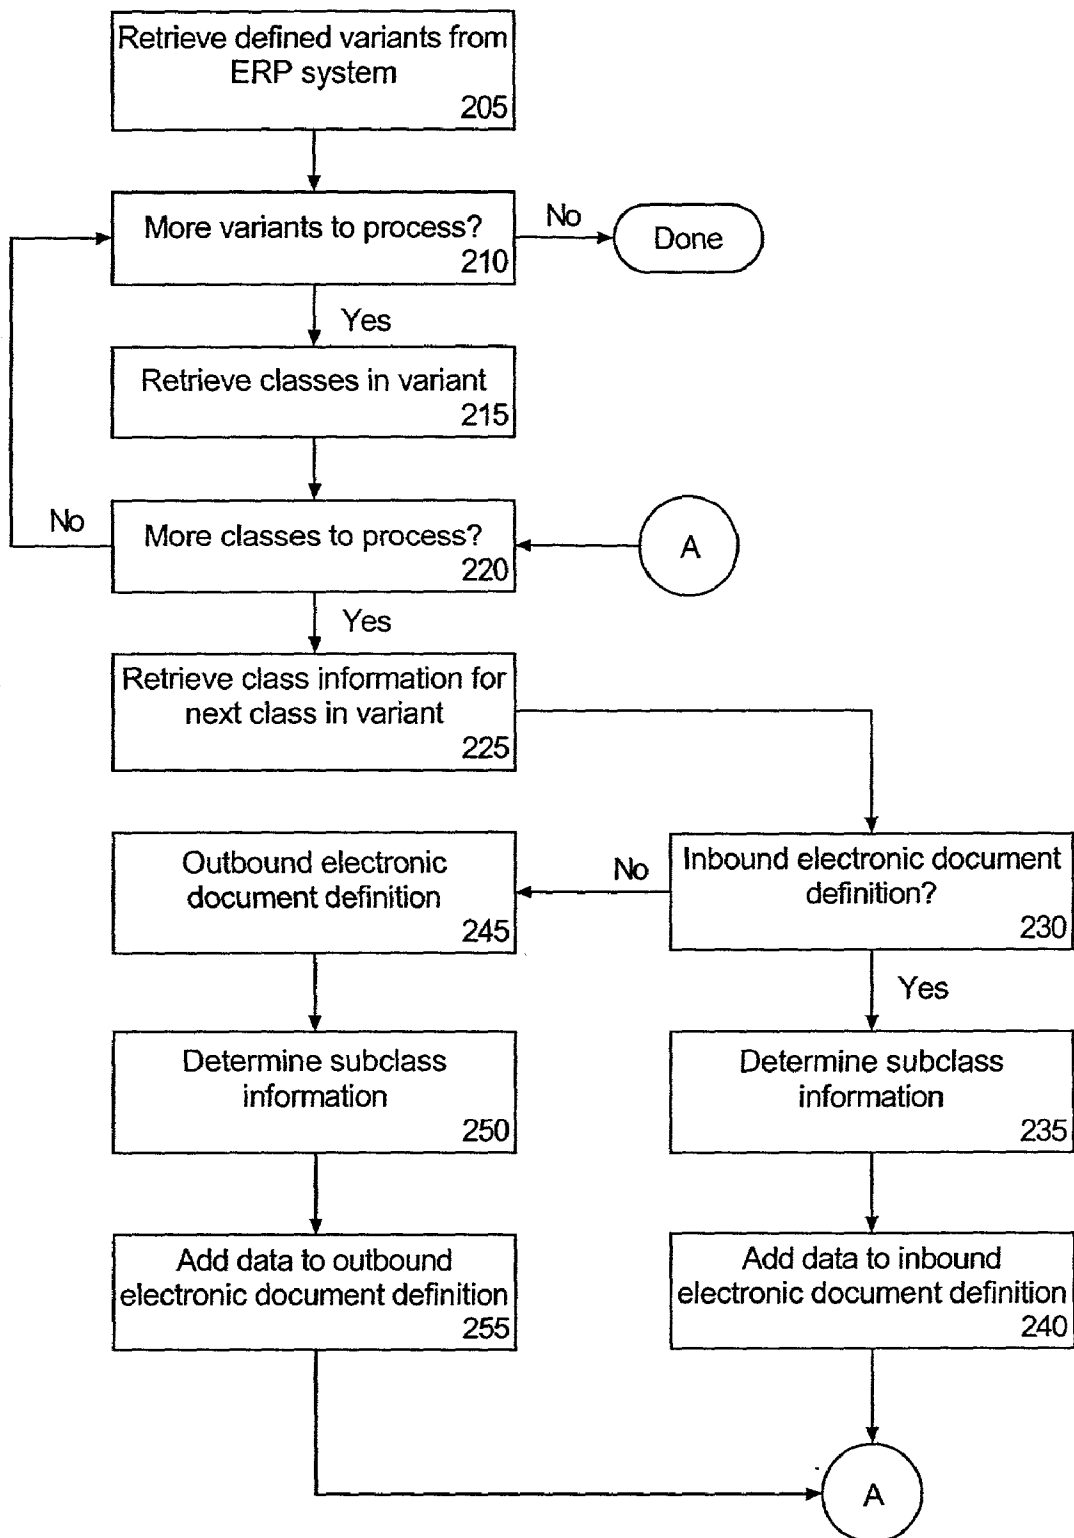 Retrieve defined variants from
ERP system
205
More variants to process?
210
No
Done
Yes
Retrieve classes in variant
215
No
More classes to process?
220
A
Yes
Retrieve class information for
next class in variant
225
Outbound electronic
document definition
245
No
Inbound electronic document
definition?
230
Yes
Determine subclass
information
250
Determine subclass
information
235
Add data to outbound
electronic document definition
255
Add data to inbound
electronic document definition
240
A